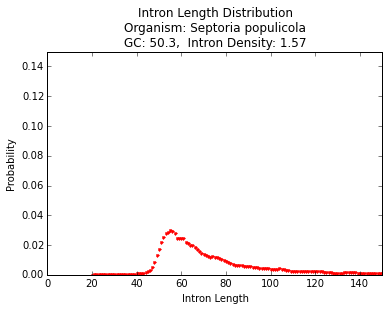 Intron Length Distribution
Organism: Septoria populicola
GC: 50.3,  Intron Density: 1.57
0.14
0.12
0.10
0.08
0.06
0.04
0.02
0.00
Probability
0 20 40 60 80 100 120 140
Intron Length